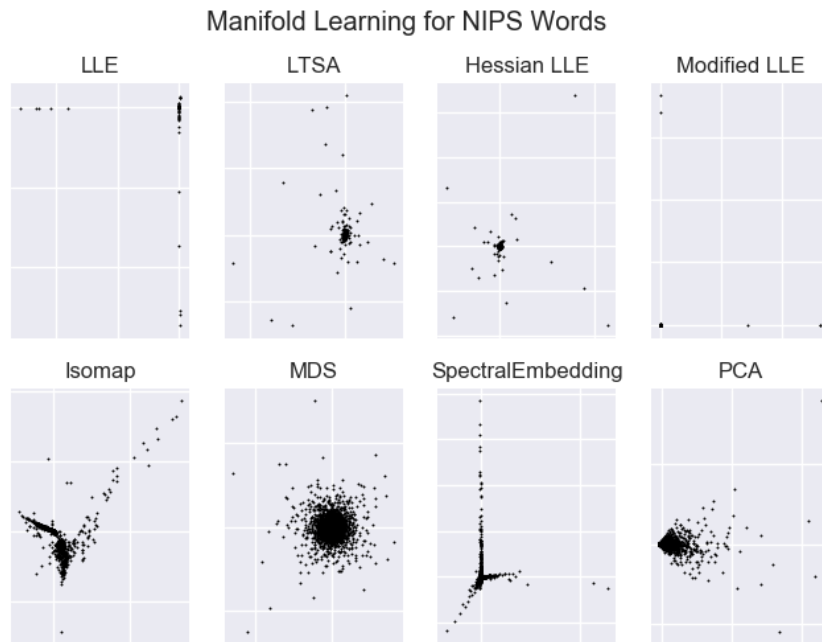 Manifold Learning for NIPS Words
LLE
LTSA
Hessian LLE
Modified LLE
Isomap
MDS
SpectralEmbedding
PCA